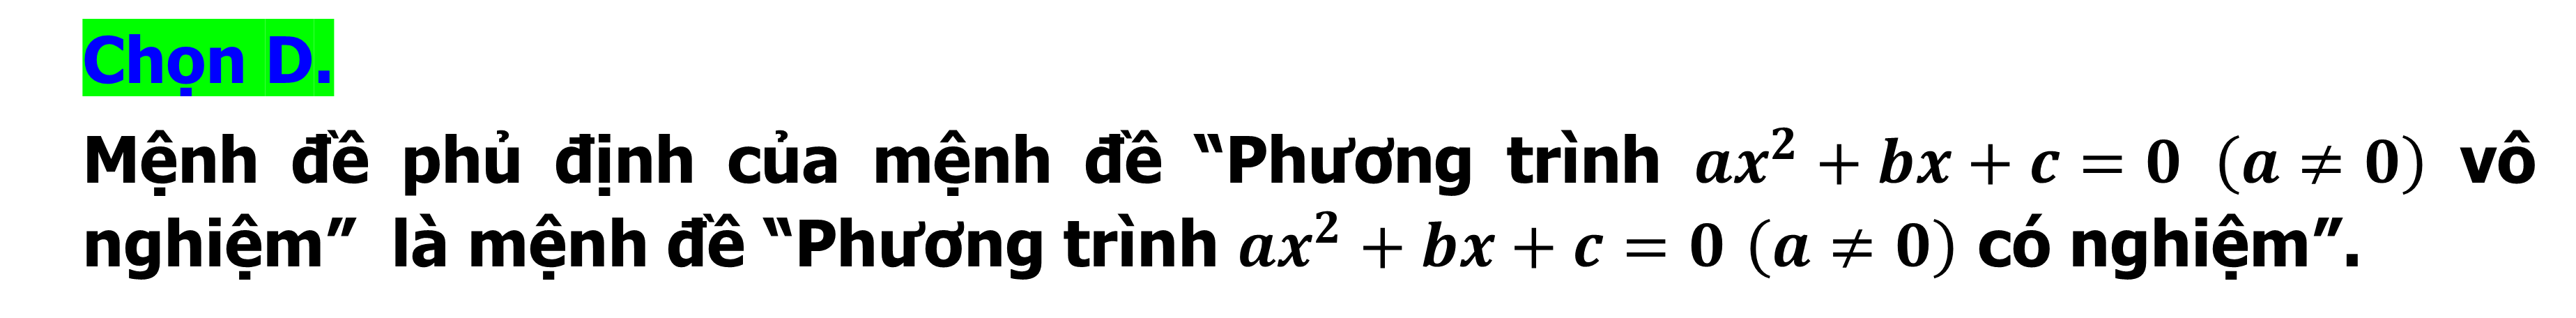 Chọn D.
Mệnh đề phủ định của mệnh đề “Phương trình ax² + bx + c = 0 (a ≠ 0) vô
nghiệm” là mệnh đề “Phương trình ax² + bx + c = 0 (a ≠ 0) có nghiệm”.